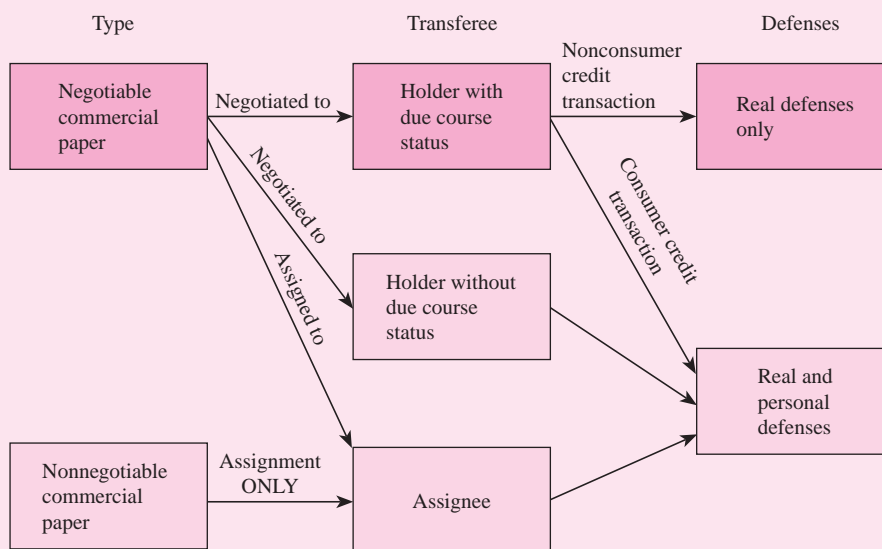 Type
Transferee
Defenses
Negotiable
commercial
paper
Negotiated to
Holder with
due course
status
Nonconsumer
credit
transaction
Real defenses
only
Negotiated to
Assigned to
Consumer credit
transaction
Holder without
due course
status
Real and
personal
defenses
Nonnegotiable
commercial
paper
Assignment
ONLY
Assignee